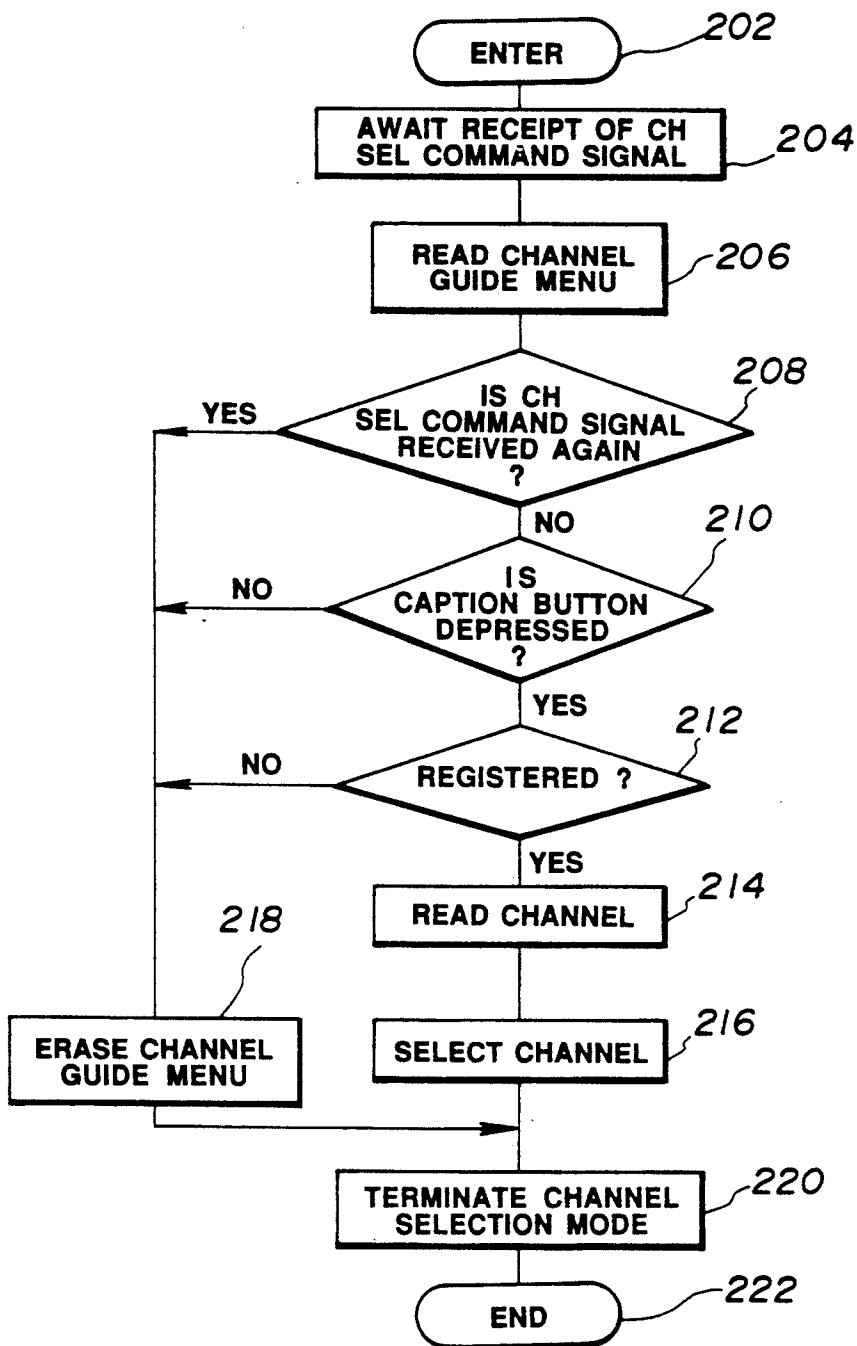 ENTER
202
AWAIT RECEIPT OF CH
SEL COMMAND SIGNAL
204
READ CHANNEL
GUIDE MENU
206
IS CH
SEL COMMAND SIGNAL
RECEIVED AGAIN
?
208
YES
NO
IS
CAPTION BUTTON
DEPRESSED
?
210
NO
YES
REGISTERED ?
212
NO
YES
READ CHANNEL
214
218
ERASE CHANNEL
GUIDE MENU
SELECT CHANNEL
216
TERMINATE CHANNEL
SELECTION MODE
220
END
222